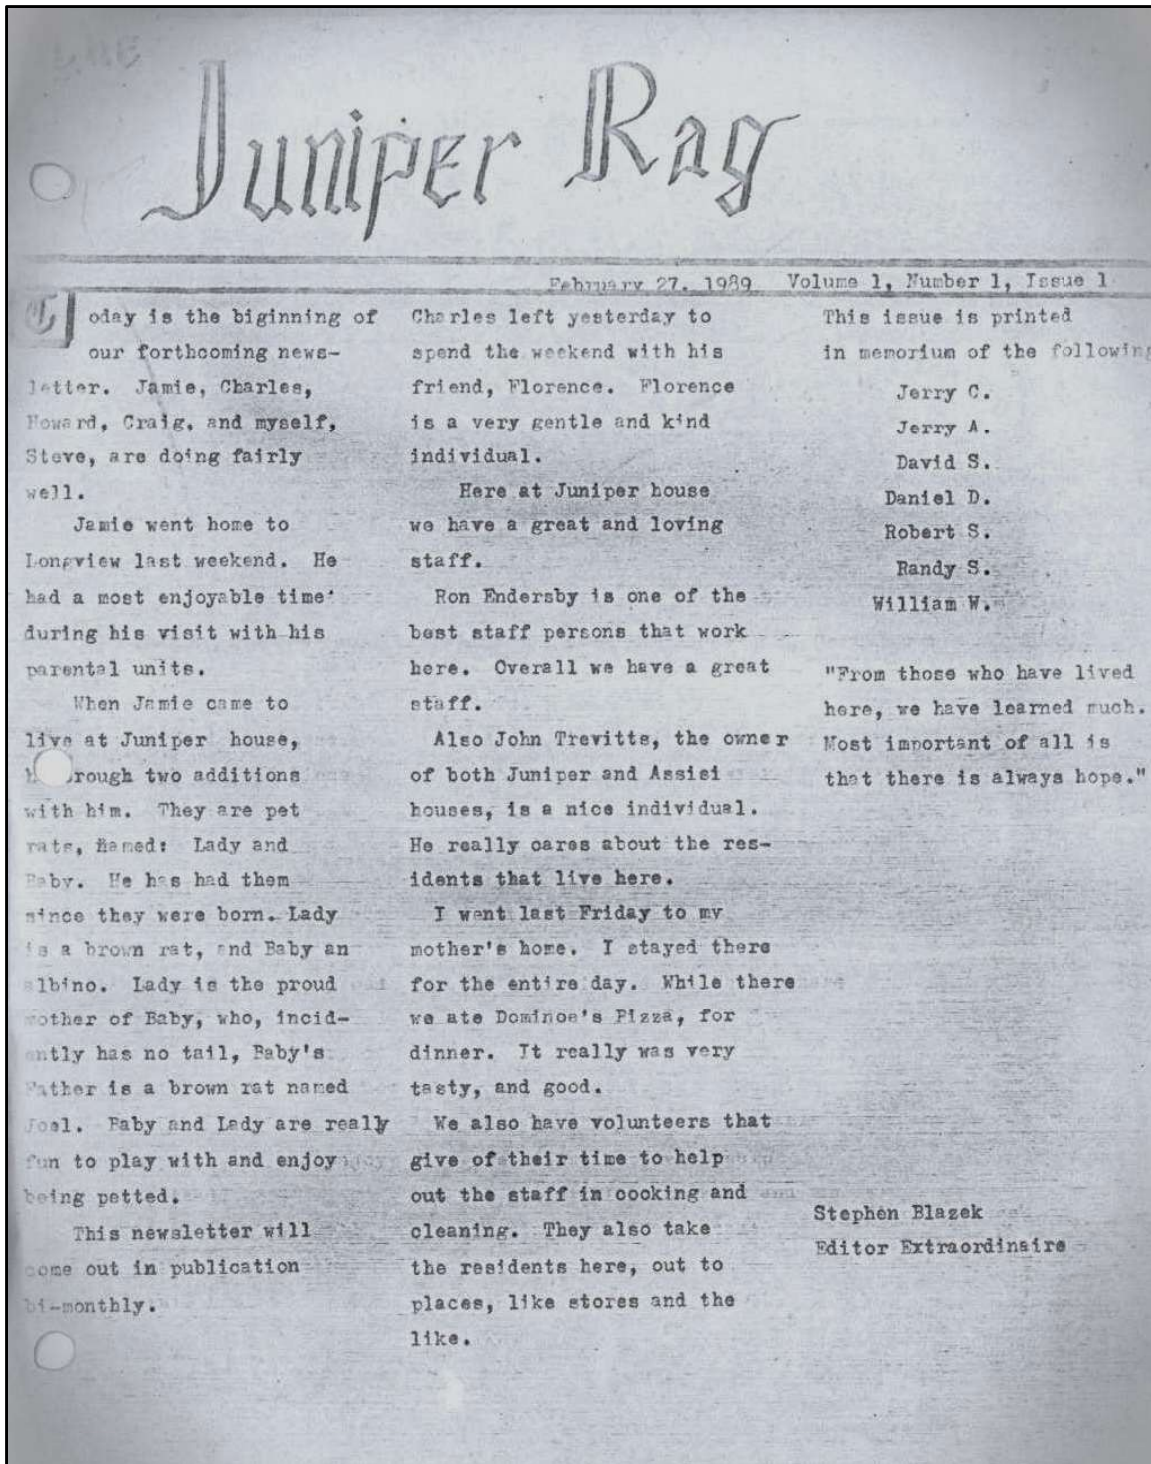 Juniper Rag
February 27, 1989 Volume 1, Number 1, Issue 1
Today is the biginning of
our forthcoming news-
letter. Jamie, Charles,
Howard, Craig, and myself,
Steve, are doing fairly
well.
Jamie went home to
Longview last weekend. He
had a most enjoyable time
during his visit with his
parental units.
When Jamie came to
live at Juniper house,
rough two additions
with him. They are pet
rats, named: Lady and
Baby. He has had them
since they were born. Lady
is a brown rat, and Baby an
albino. Lady is the proud
mother of Baby, who, incid-
ently has no tail, Baby's
Father is a brown rat named
Joel. Baby and Lady are really
fun to play with and enjoy
being petted.
This newsletter will
come out in publication
bi-monthly.
Charles left yesterday to
spend the weekend with his
friend, Florence. Florence
is a very gentle and kind
individual.
Here at Juniper house
we have a great and loving
staff.
Ron Endersby is one of the
best staff persons that work
here. Overall we have a great
staff.
Also John Trevitts, the owner
of both Juniper and Assisi
houses, is a nice individual.
He really cares about the res-
idents that live here.
I went last Friday to my
mother's home. I stayed there
for the entire day. While there
we ate Dominoe's Pizza, for
dinner. It really was very
tasty, and good.
We also have volunteers that
give of their time to help
out the staff in cooking and
cleaning. They also take
the residents here, out to
places, like stores and the
like.
This issue is printed
in memorium of the following
Jerry C.
Jerry A.
David S.
Daniel D.
Robert S.
Randy S.
William W.
"From those who have lived
here, we have learned much.
Most important of all is
that there is always hope."
Stephen Blazek
Editor Extraordinaire